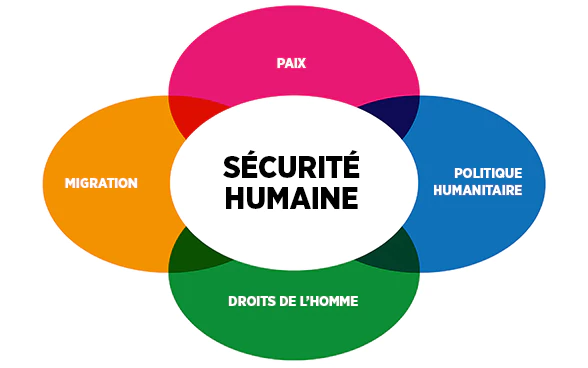 PAIX
SÉCURITÉ
HUMAINE
MIGRATION
POLITIQUE
HUMANITAIRE
DROITS DE L’HOMME